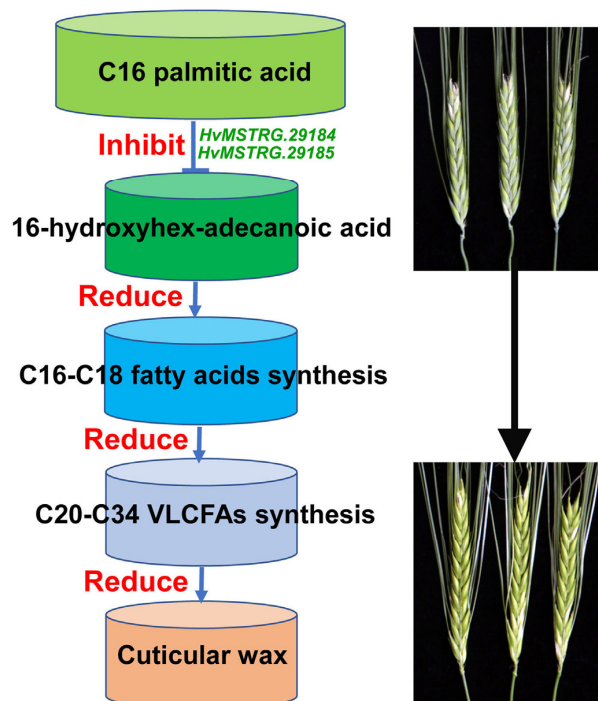 C16 palmitic acid
Inhibit
HvMSTRG.29184
HvMSTRG.29185
16-hydroxyhex-adecanoic acid
Reduce
C16-C18 fatty acids synthesis
Reduce
C20-C34 VLCFAs synthesis
Reduce
Cuticular wax